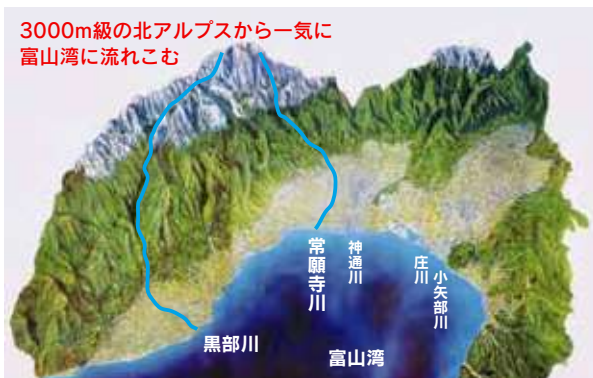 3000m級の北アルプスから一気に
富山湾に流れこむ
常願寺川
神通川
庄川
小矢部川
黒部川
富山湾